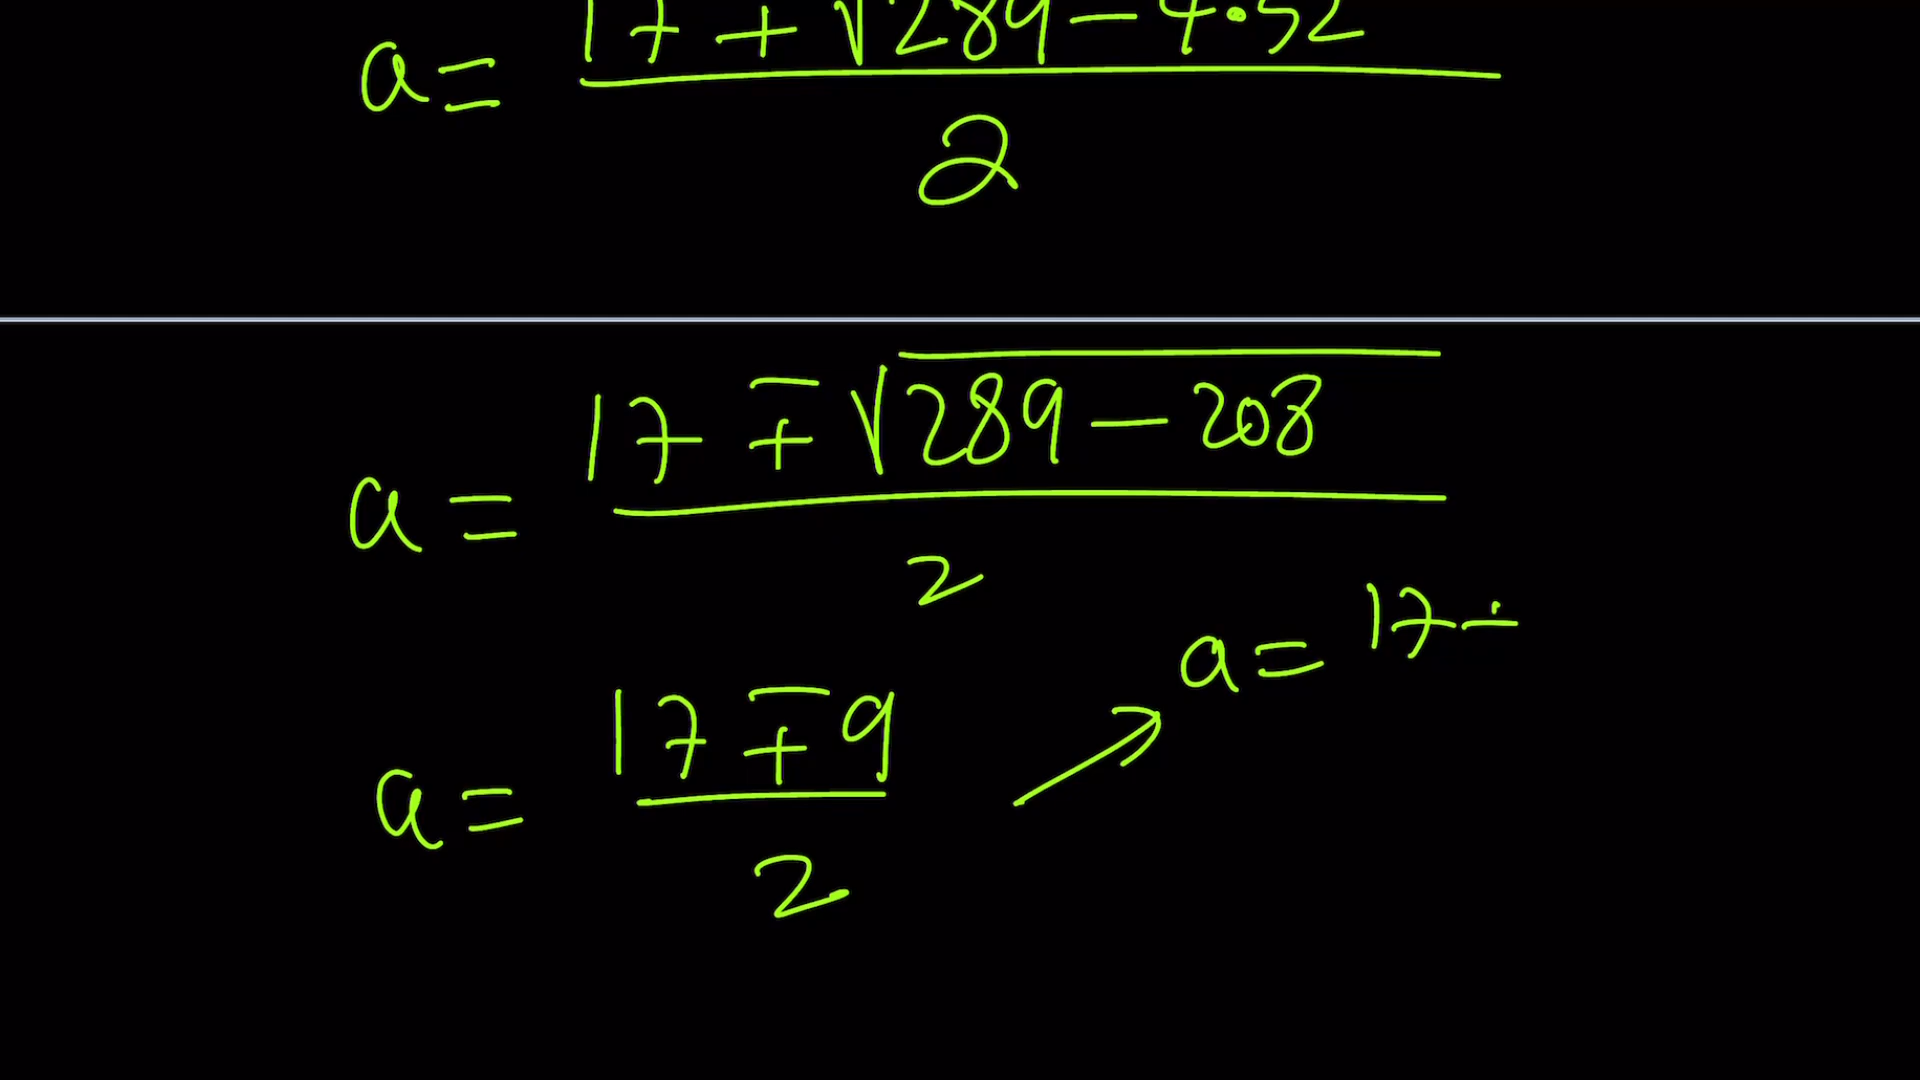 a = (17 ∓ √289 - 4·52) / 2
a = (17 ∓ √289 - 208) / 2
a = (17 ∓ 9) / 2 → a = 17 -